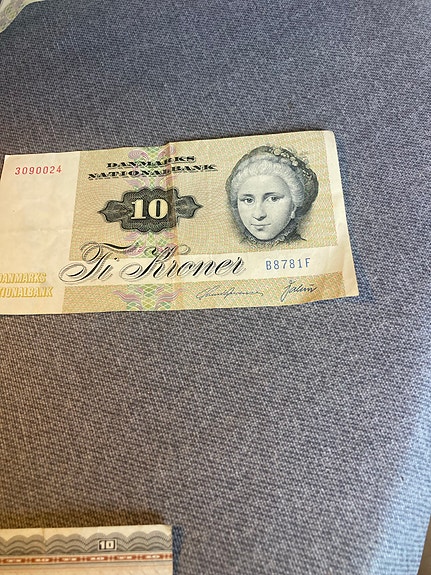 3090024
DANMARKS
NATIONALBANK
10
Ti Kroner
B8781F
DANMARKS
NATIONALBANK
10